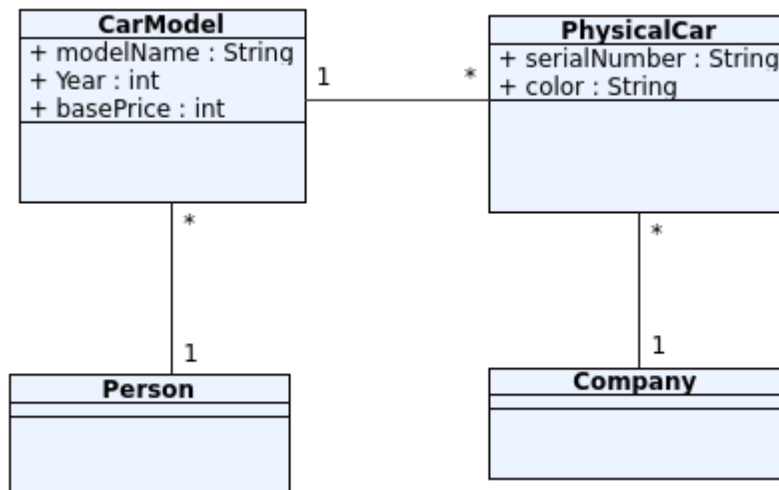 CarModel
+ modelName : String
+ Year : int
+ basePrice : int
PhysicalCar
+ serialNumber : String
+ color : String
1
*
*
1
*
1
Person
Company